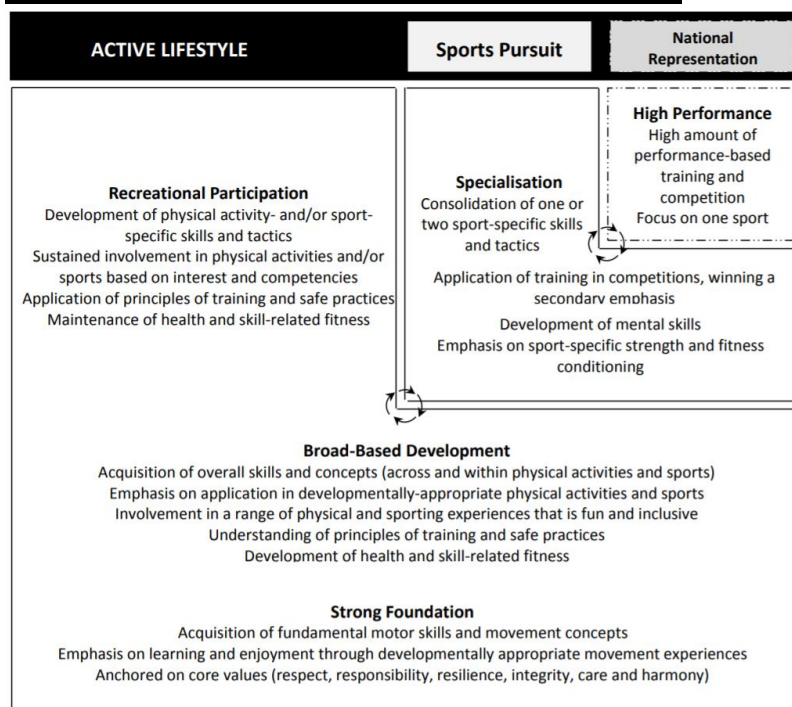 ACTIVE LIFESTYLE
Sports Pursuit
National
Representation
High Performance
High amount of
performance-based
training and
competition
Focus on one sport
Specialisation
Consolidation of one or
two sport-specific skills
and tactics
Application of training in competitions, winning a
secondary emphasis
Development of mental skills
Emphasis on sport-specific strength and fitness
conditioning
Recreational Participation
Development of physical activity- and/or sport-
specific skills and tactics
Sustained involvement in physical activities and/or
sports based on interest and competencies
Application of principles of training and safe practices
Maintenance of health and skill-related fitness
Broad-Based Development
Acquisition of overall skills and concepts (across and within physical activities and sports)
Emphasis on application in developmentally-appropriate physical activities and sports
Involvement in a range of physical and sporting experiences that is fun and inclusive
Understanding of principles of training and safe practices
Development of health and skill-related fitness
Strong Foundation
Acquisition of fundamental motor skills and movement concepts
Emphasis on learning and enjoyment through developmentally appropriate movement experiences
Anchored on core values (respect, responsibility, resilience, integrity, care and harmony)